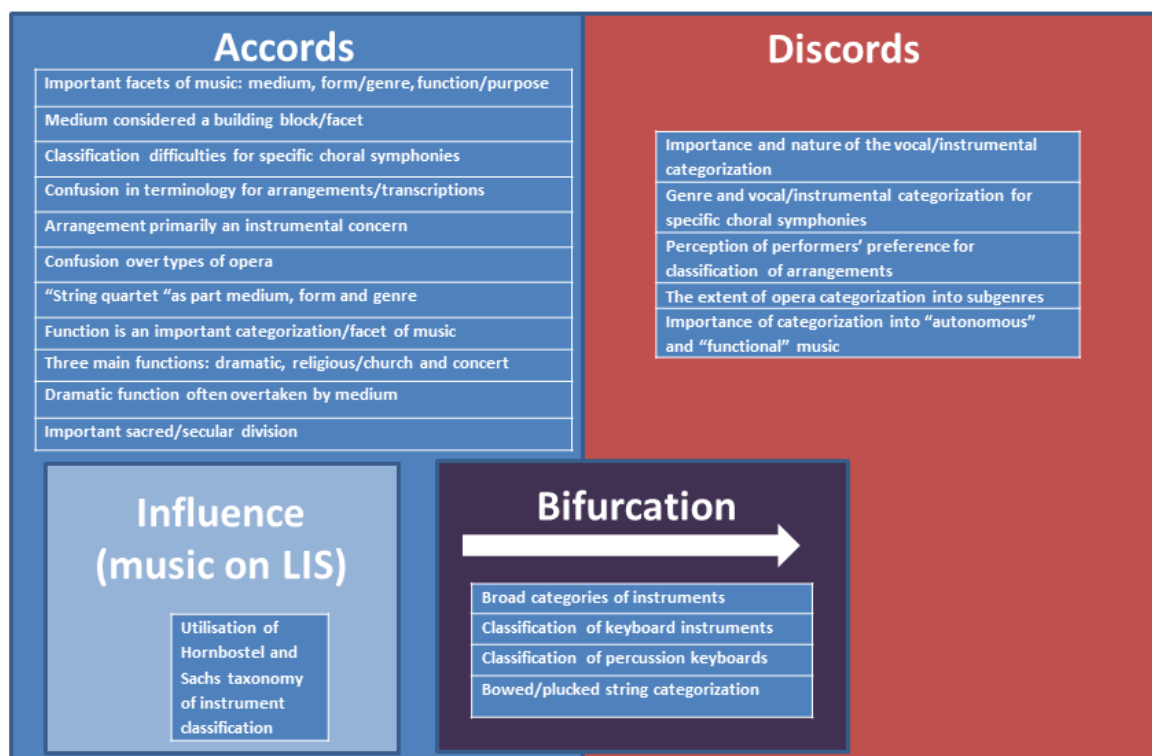 Accords
Important facets of music: medium, form/genre, function/purpose
Medium considered a building block/facet
Classification difficulties for specific choral symphonies
Confusion in terminology for arrangements/transcriptions
Arrangement primarily an instrumental concern
Confusion over types of opera
“String quartet “as part medium, form and genre
Function is an important categorization/facet of music
Three main functions: dramatic, religious/church and concert
Dramatic function often overtaken by medium
Important sacred/secular division
Discords
Importance and nature of the vocal/instrumental
categorization
Genre and vocal/instrumental categorization for
specific choral symphonies
Perception of performers’ preference for
classification of arrangements
The extent of opera categorization into subgenres
Importance of categorization into “autonomous”
and “functional” music
Influence
(music on LIS)
Utilisation of
Hornbostel and
Sachs taxonomy
of instrument
classification
Bifurcation
Broad categories of instruments
Classification of keyboard instruments
Classification of percussion keyboards
Bowed/plucked string categorization